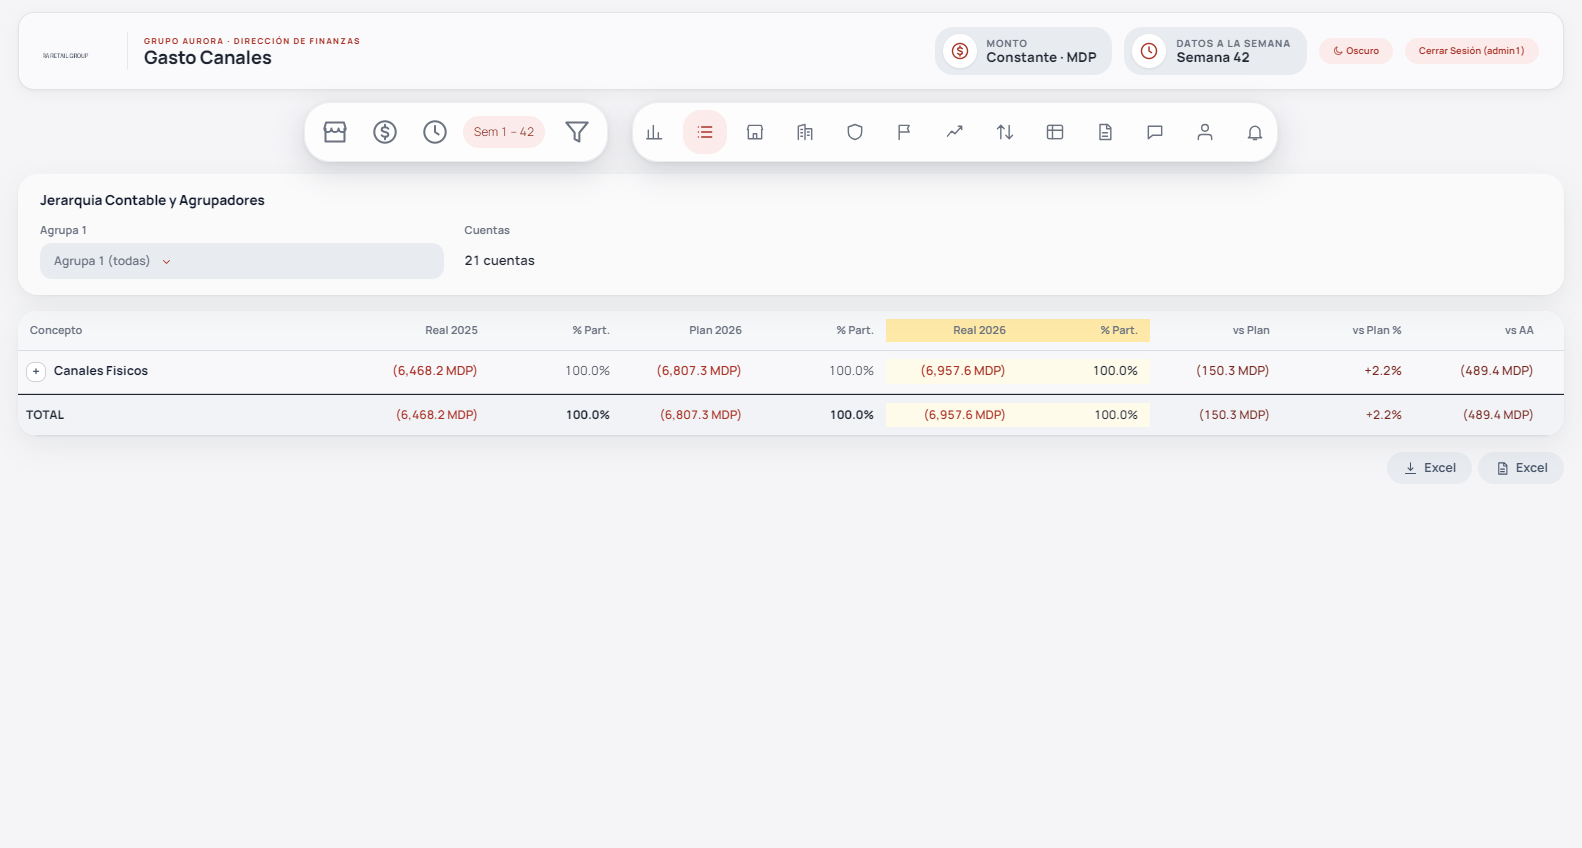 RETAIL GROUP
GRUPO AURORA · DIRECCIÓN DE FINANZAS
Gasto Canales
MONTO
Constante · MDP
DATOS A LA SEMANA
Semana 42
Oscuro
Cerrar Sesión (admin1)
Sem 1 – 42
Jerarquia Contable y Agrupadores
Agrupa 1
Cuentas
Agrupa 1 (todas)
21 cuentas
Concepto Real 2025 % Part. Plan 2026 % Part. Real 2026 % Part. vs Plan vs Plan % vs AA
+ Canales Fisicos (6,468.2 MDP) 100.0% (6,807.3 MDP) 100.0% (6,957.6 MDP) 100.0% (150.3 MDP) +2.2% (489.4 MDP)
TOTAL (6,468.2 MDP) 100.0% (6,807.3 MDP) 100.0% (6,957.6 MDP) 100.0% (150.3 MDP) +2.2% (489.4 MDP)
Excel
Excel